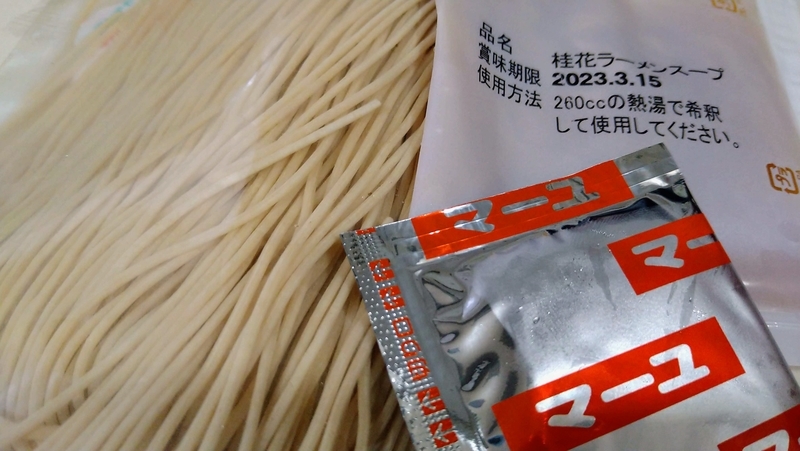 品名 桂花ラーメンスープ
賞味期限 2023.3.15
使用方法 260ccの熱湯で希釈
して使用してください。
マーユ
マー
マーユ